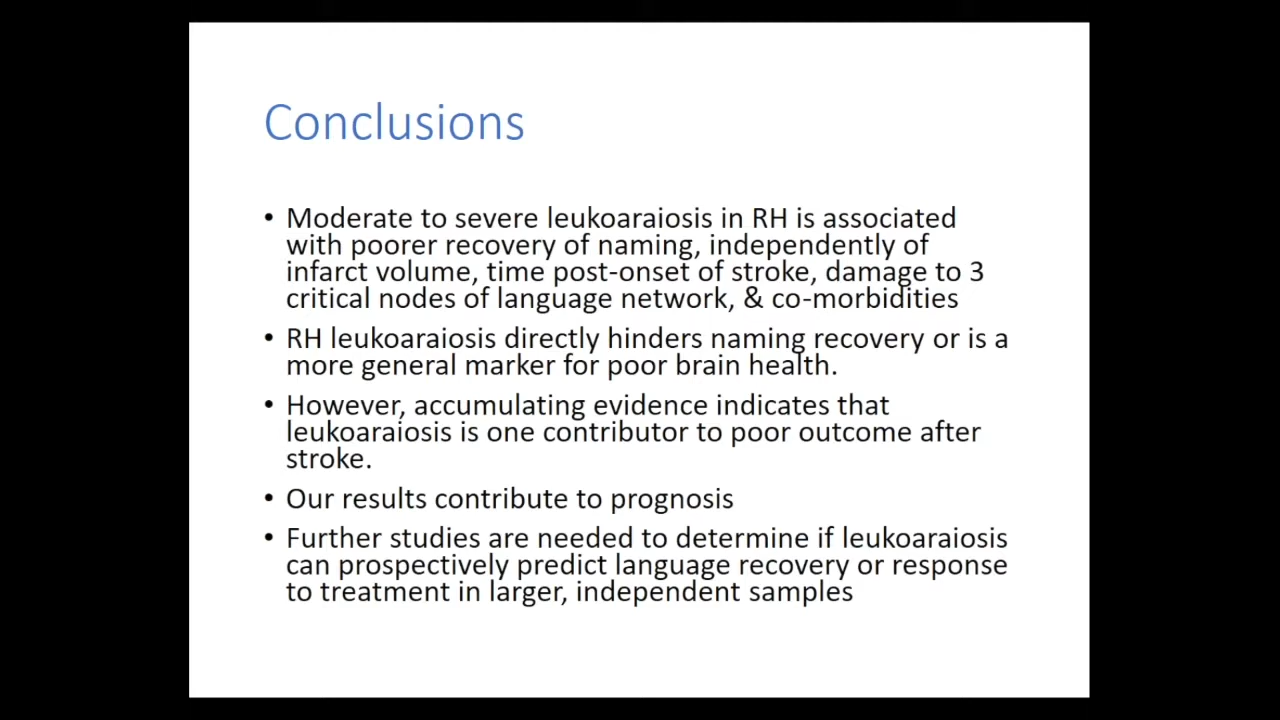 Conclusions
• Moderate to severe leukoaraiosis in RH is associated
with poorer recovery of naming, independently of
infarct volume, time post-onset of stroke, damage to 3
critical nodes of language network, & co-morbidities
• RH leukoaraiosis directly hinders naming recovery or is a
more general marker for poor brain health.
• However, accumulating evidence indicates that
leukoaraiosis is one contributor to poor outcome after
stroke.
• Our results contribute to prognosis
• Further studies are needed to determine if leukoaraiosis
can prospectively predict language recovery or response
to treatment in larger, independent samples